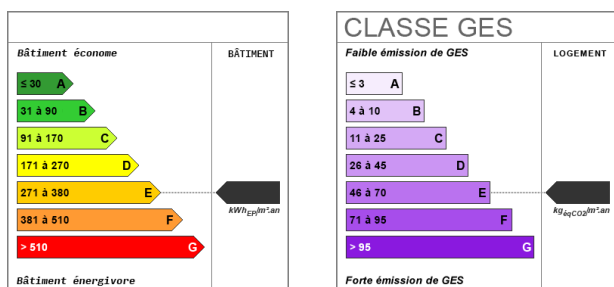 Bâtiment économe
BÂTIMENT
≤ 30 A
31 à 90 B
91 à 170 C
171 à 270 D
271 à 380 E
kWhEP/m².an
381 à 510 F
> 510 G
Bâtiment énergivore
CLASSE GES
Faible émission de GES
LOGEMENT
≤ 3 A
4 à 10 B
11 à 25 C
26 à 45 D
46 à 70 E
kgéqCO2/m².an
71 à 95 F
> 95 G
Forte émission de GES